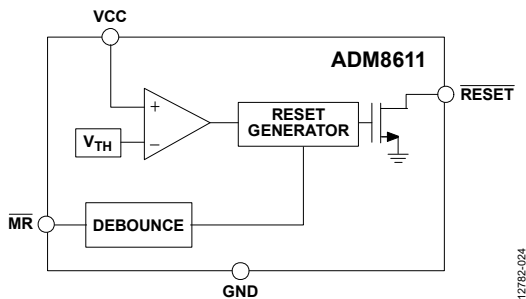 VCC
ADM8611
RESET
+
RESET
GENERATOR
VTH
–
MR
DEBOUNCE
GND
12782-024